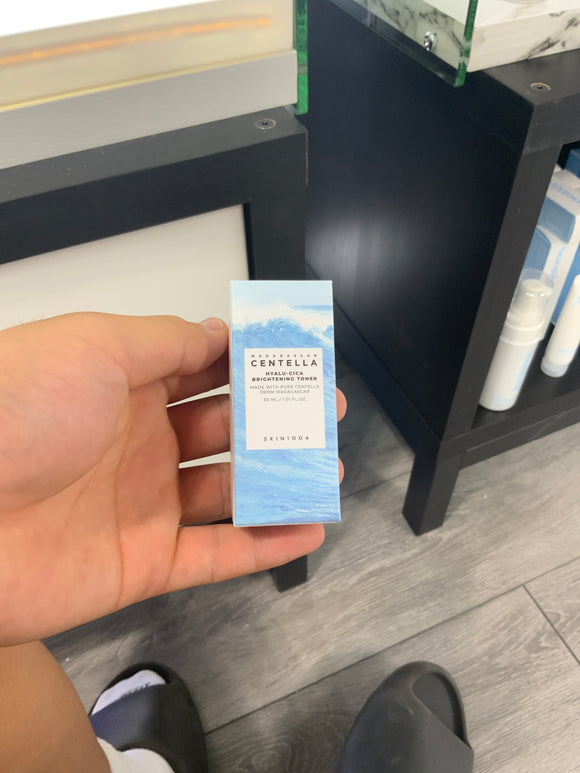 MADAGASCAR
CENTELLA
HYALU-CICA
BRIGHTENING TONER
MADE WITH PURE CENTELLA
FROM MADAGASCAR.
30 ML / 1.01 FL.OZ.
SKIN1004